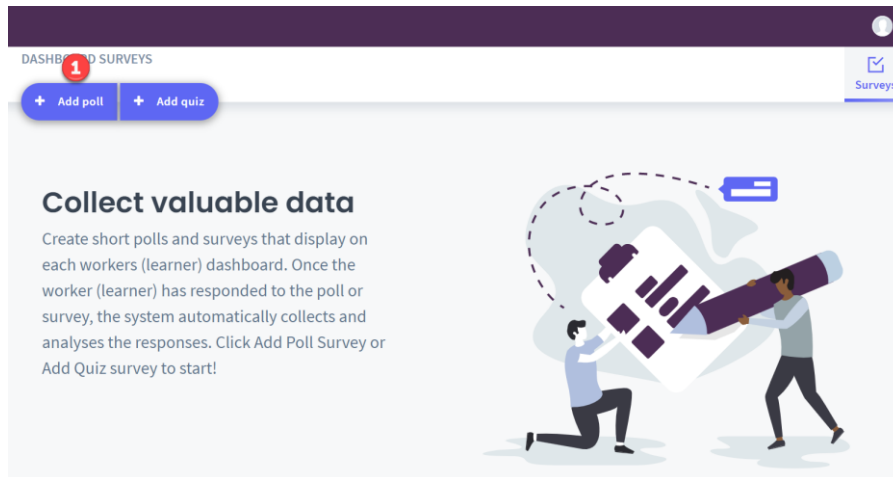 DASHB D SURVEYS
1
+ Add poll + Add quiz
Surveys
Collect valuable data
Create short polls and surveys that display on
each workers (learner) dashboard. Once the
worker (learner) has responded to the poll or
survey, the system automatically collects and
analyses the responses. Click Add Poll Survey or
Add Quiz survey to start!